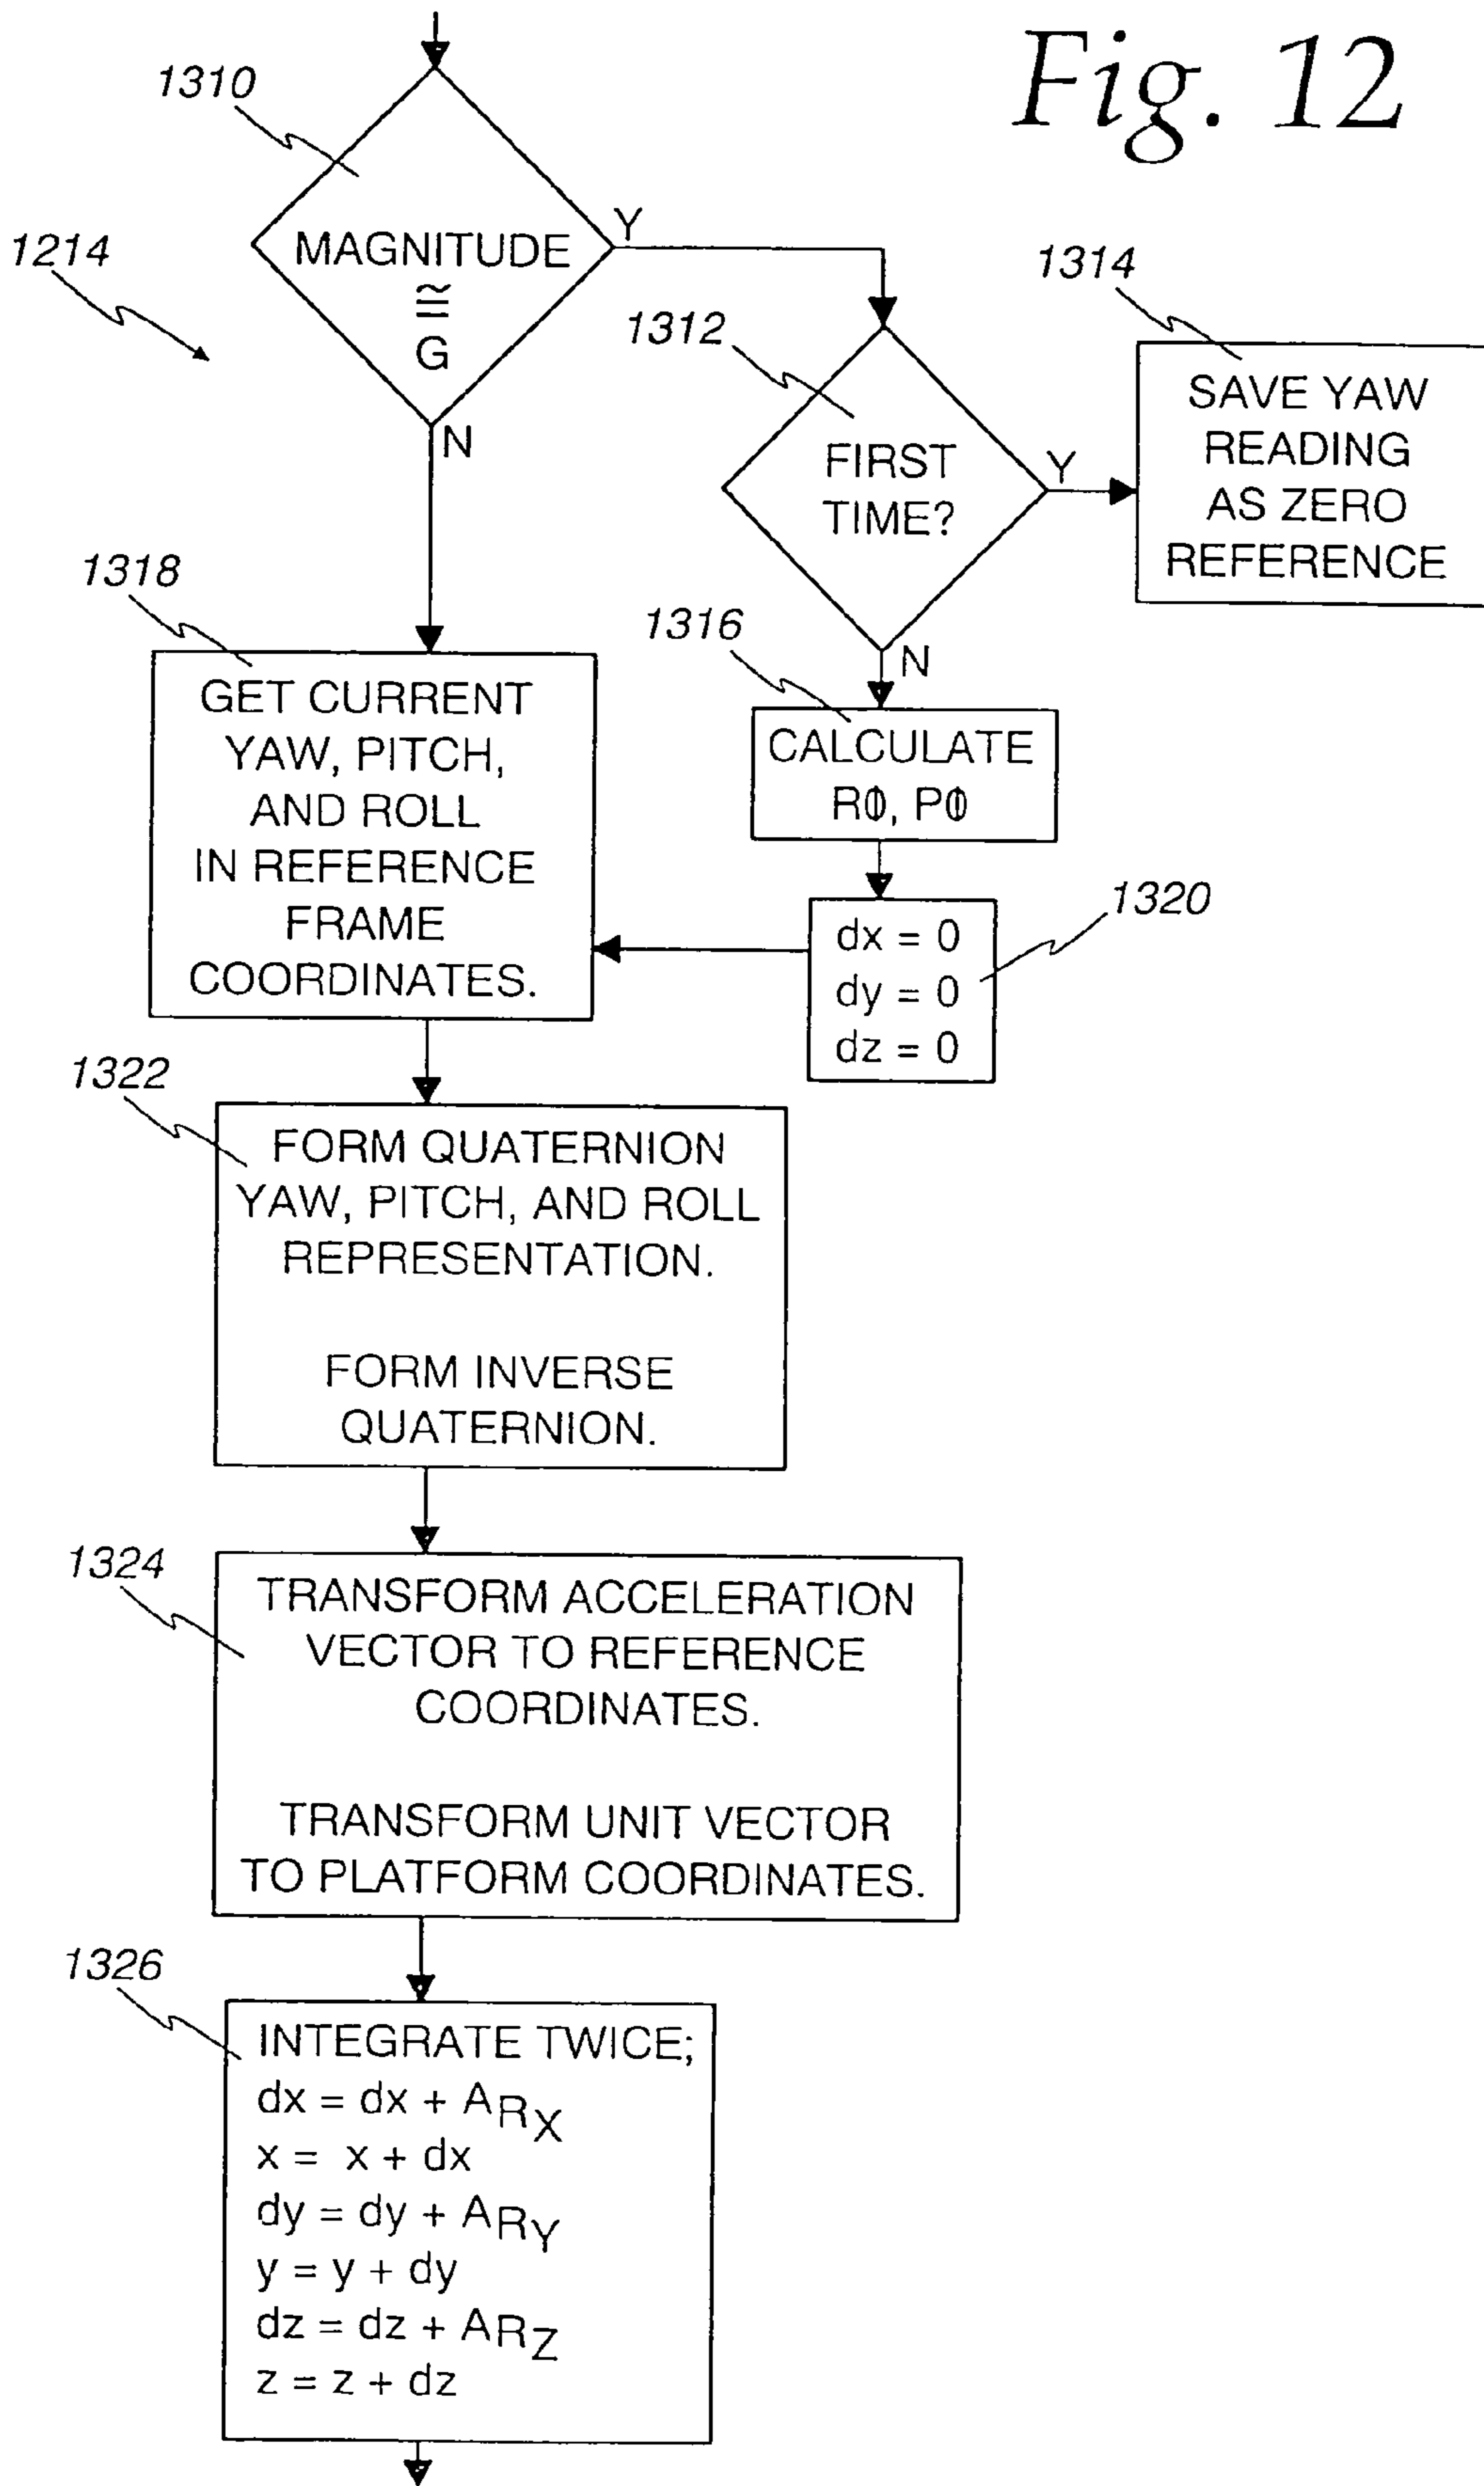 Fig. 12
1310
1214
MAGNITUDE
≅
G
Y
N
1312
FIRST
TIME?
Y
N
1314
SAVE YAW
READING
AS ZERO
REFERENCE
1316
CALCULATE
RΦ, PΦ
1318
GET CURRENT
YAW, PITCH,
AND ROLL
IN REFERENCE
FRAME
COORDINATES.
1320
dx = 0
dy = 0
dz = 0
1322
FORM QUATERNION
YAW, PITCH, AND ROLL
REPRESENTATION.
FORM INVERSE
QUATERNION.
1324
TRANSFORM ACCELERATION
VECTOR TO REFERENCE
COORDINATES.
TRANSFORM UNIT VECTOR
TO PLATFORM COORDINATES.
1326
INTEGRATE TWICE;
dx = dx + ARX
x = x + dx
dy = dy + ARY
y = y + dy
dz = dz + ARZ
z = z + dz